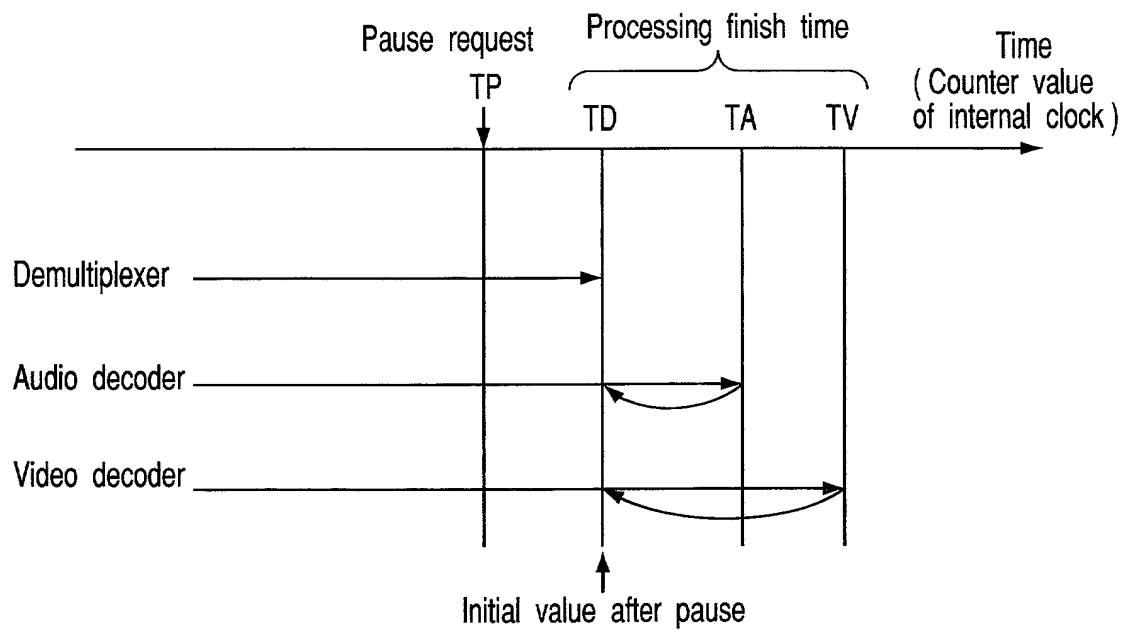 Pause request
Processing finish time
Time
( Counter value
of internal clock )
TP
TD
TA
TV
Demultiplexer
Audio decoder
Video decoder
Initial value after pause